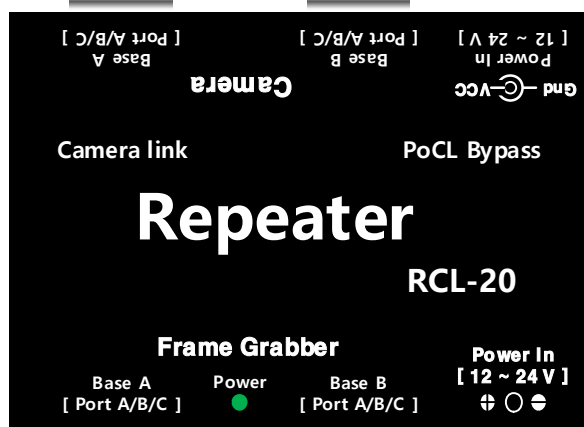 [ Port A/B/C ] [ Port A/B/C ] [ 12 ~ 24 V ]
Base A Base B Power In
Camera Gnd VCC
Camera link PoCL Bypass
Repeater
RCL-20
Frame Grabber
Power In
Base A Power Base B [ 12 ~ 24 V ]
[ Port A/B/C ] [ Port A/B/C ]